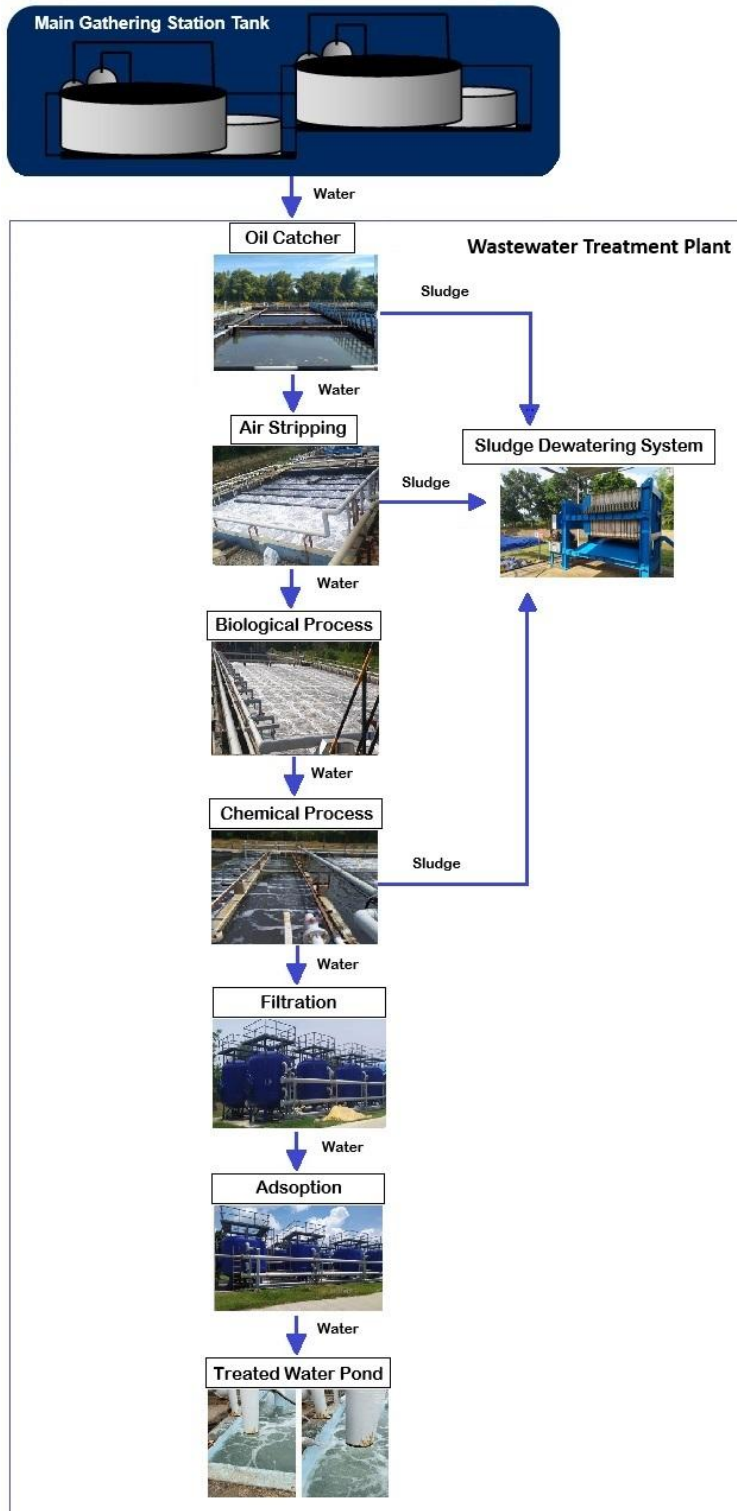 Main Gathering Station Tank
Water
Wastewater Treatment Plant
Oil Catcher
Sludge
Water
Air Stripping
Sludge Dewatering System
Sludge
Water
Biological Process
Water
Chemical Process
Sludge
Water
Filtration
Water
Adsoption
Water
Treated Water Pond